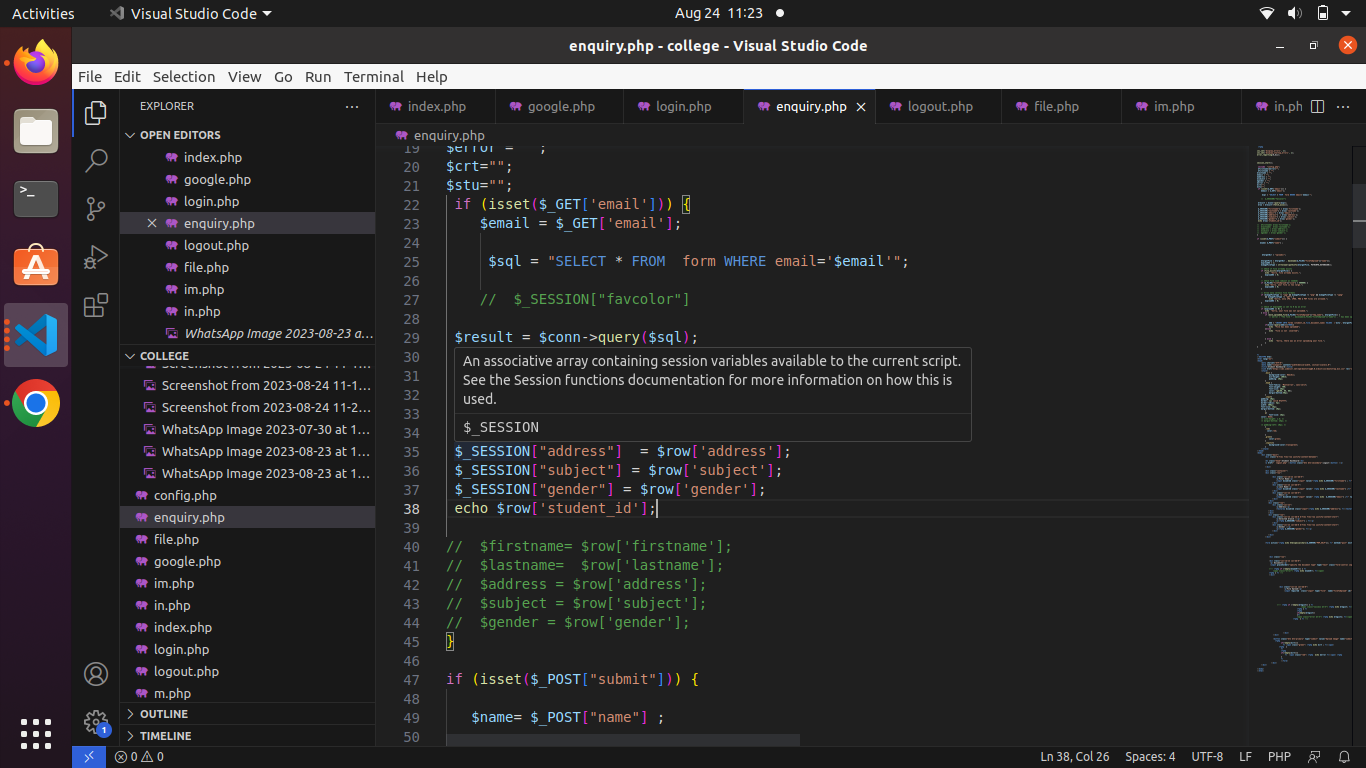 Activities
Visual Studio Code
Aug 24 11:23
enquiry.php - college - Visual Studio Code
File Edit Selection View Go Run Terminal Help
EXPLORER
index.php google.php login.php enquiry.php logout.php file.php im.php in.ph
OPEN EDITORS
index.php
google.php
login.php
enquiry.php
logout.php
file.php
im.php
in.php
WhatsApp Image 2023-08-23 a...
COLLEGE
Screenshot from 2023-08-24 11-1...
Screenshot from 2023-08-24 11-2...
WhatsApp Image 2023-07-30 at 1...
WhatsApp Image 2023-08-23 at 1...
WhatsApp Image 2023-08-23 at 1...
config.php
enquiry.php
file.php
google.php
im.php
in.php
index.php
login.php
logout.php
m.php
OUTLINE
TIMELINE
1
enquiry.php
19 $error = ;
20 $crt="";
21 $stu="";
22 if (isset($_GET['email'])) {
23 $email = $_GET['email'];
24
25 $sql = "SELECT * FROM  form WHERE email='$email'";
26
27 //  $_SESSION["favcolor"]
28
29 $result = $conn->query($sql);
30
An associative array containing session variables available to the current script.
31
See the Session functions documentation for more information on how this is
32
used.
33
$_SESSION
34
35 $_SESSION["address"]  = $row['address'];
36 $_SESSION["subject"] = $row['subject'];
37 $_SESSION["gender"] = $row['gender'];
38 echo $row['student_id'];
39
40 //  $firstname= $row['firstname'];
41 //  $lastname=  $row['lastname'];
42 //  $address = $row['address'];
43 //  $subject = $row['subject'];
44 //  $gender = $row['gender'];
45 }
46
47 if (isset($_POST["submit"])) {
48
49 $name= $_POST["name"] ;
50
0 0
Ln 38, Col 26 Spaces: 4 UTF-8 LF PHP